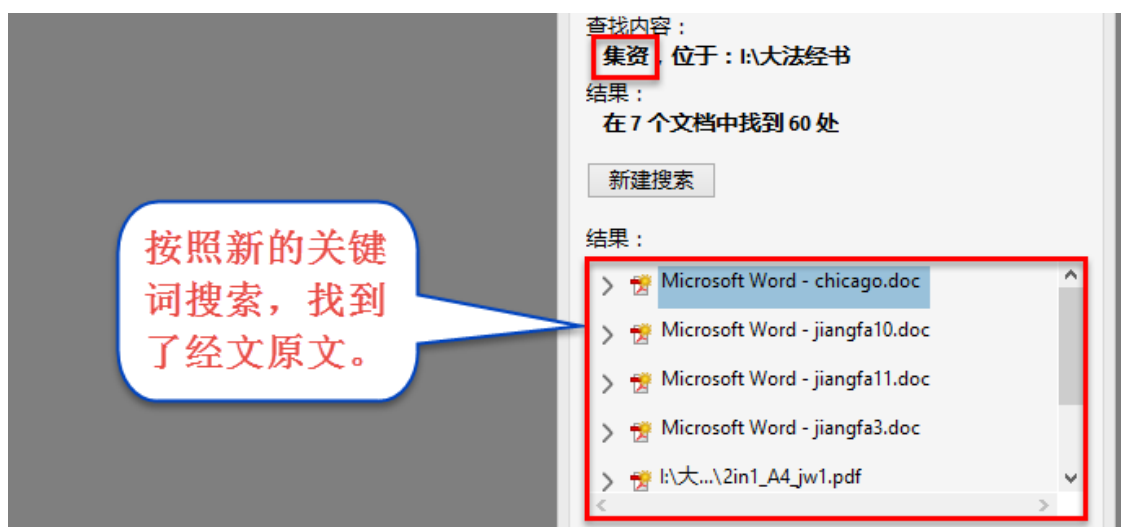 查找内容：
集资，位于：I:\大法经书
结果：
在 7 个文档中找到 60 处
新建搜索
按照新的关键
词搜索，找到
了经文原文。
结果：
Microsoft Word - chicago.doc
Microsoft Word - jiangfa10.doc
Microsoft Word - jiangfa11.doc
Microsoft Word - jiangfa3.doc
I:\大...\2in1_A4_jw1.pdf